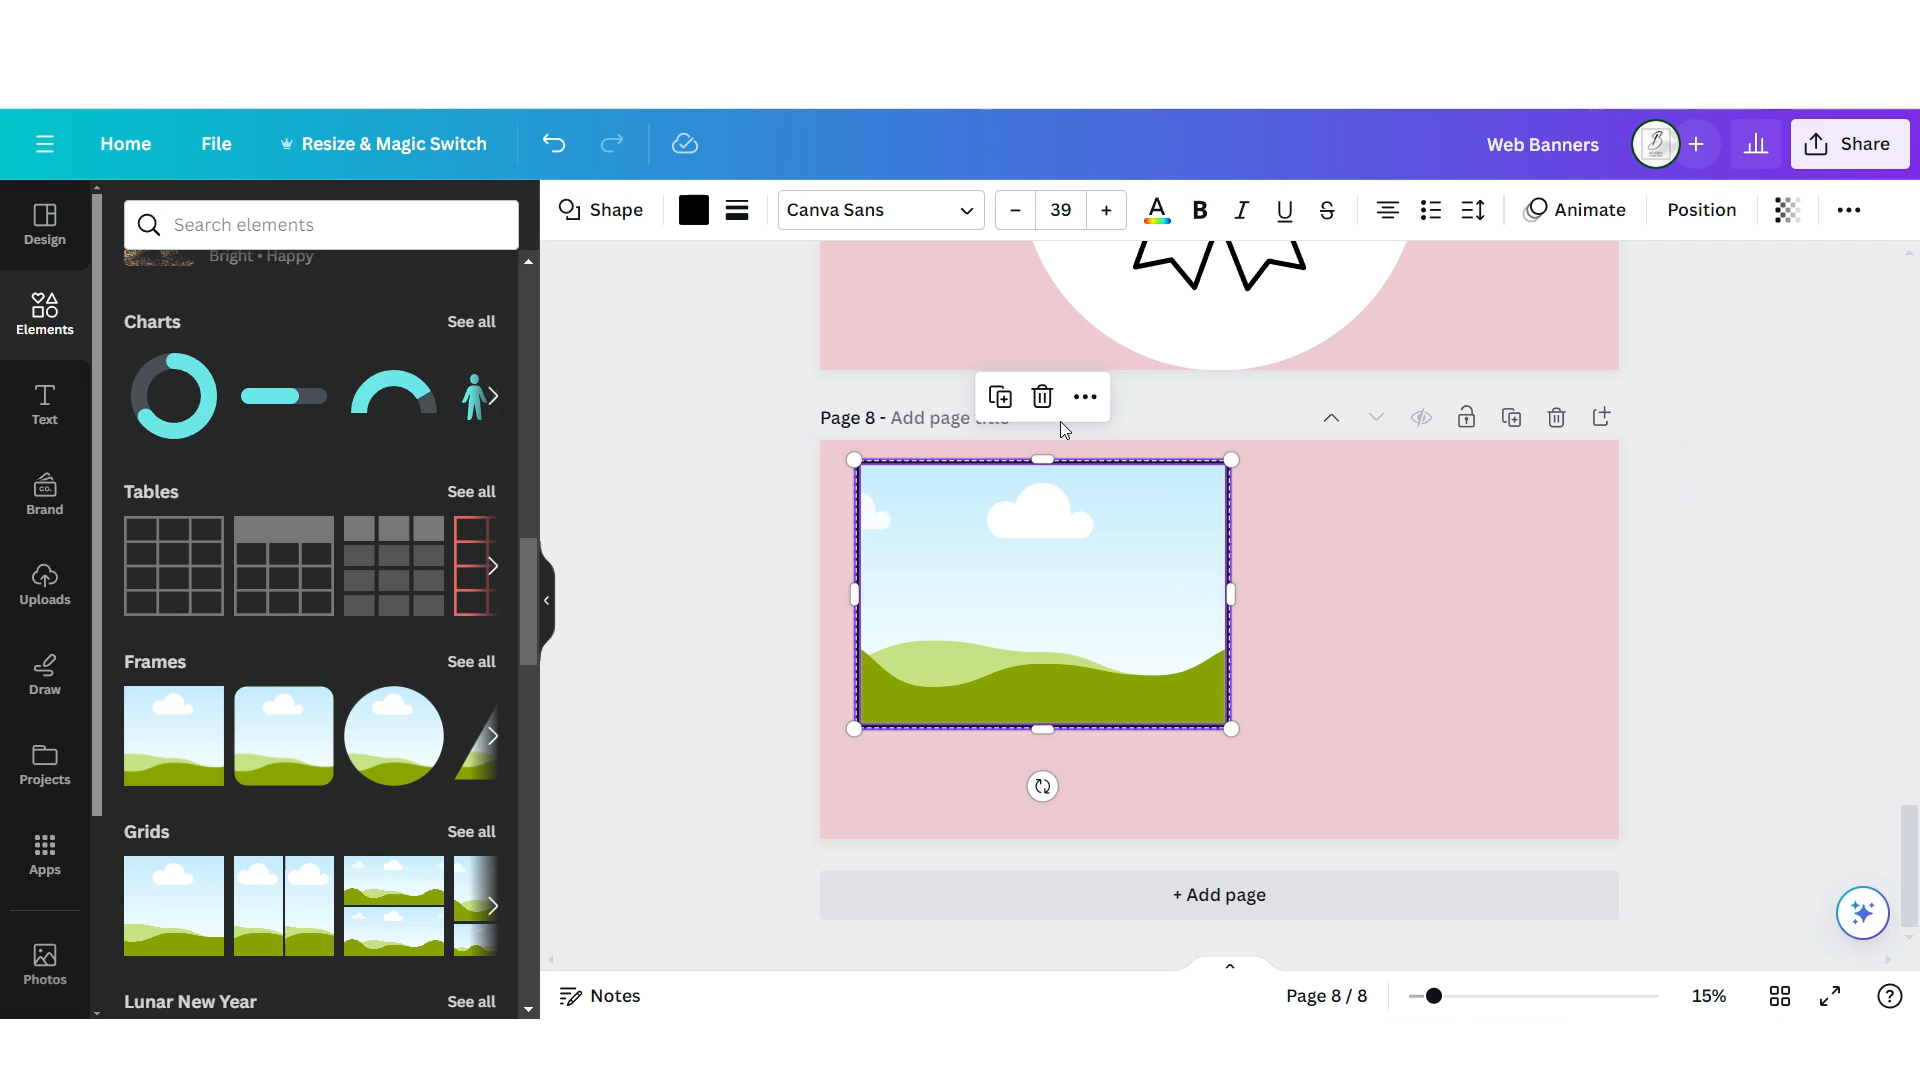 Home File Resize & Magic Switch Web Banners Share
Design
Elements
Text
Brand
CO.
Uploads
Draw
Projects
Apps
Photos
Search elements
Bright • Happy
Charts See all
Tables See all
Frames See all
Grids See all
Lunar New Year See all
Shape Canva Sans – 39 + A B I U S Animate Position
B
Page 8 - Add page
+ Add page
Notes Page 8 / 8 15%